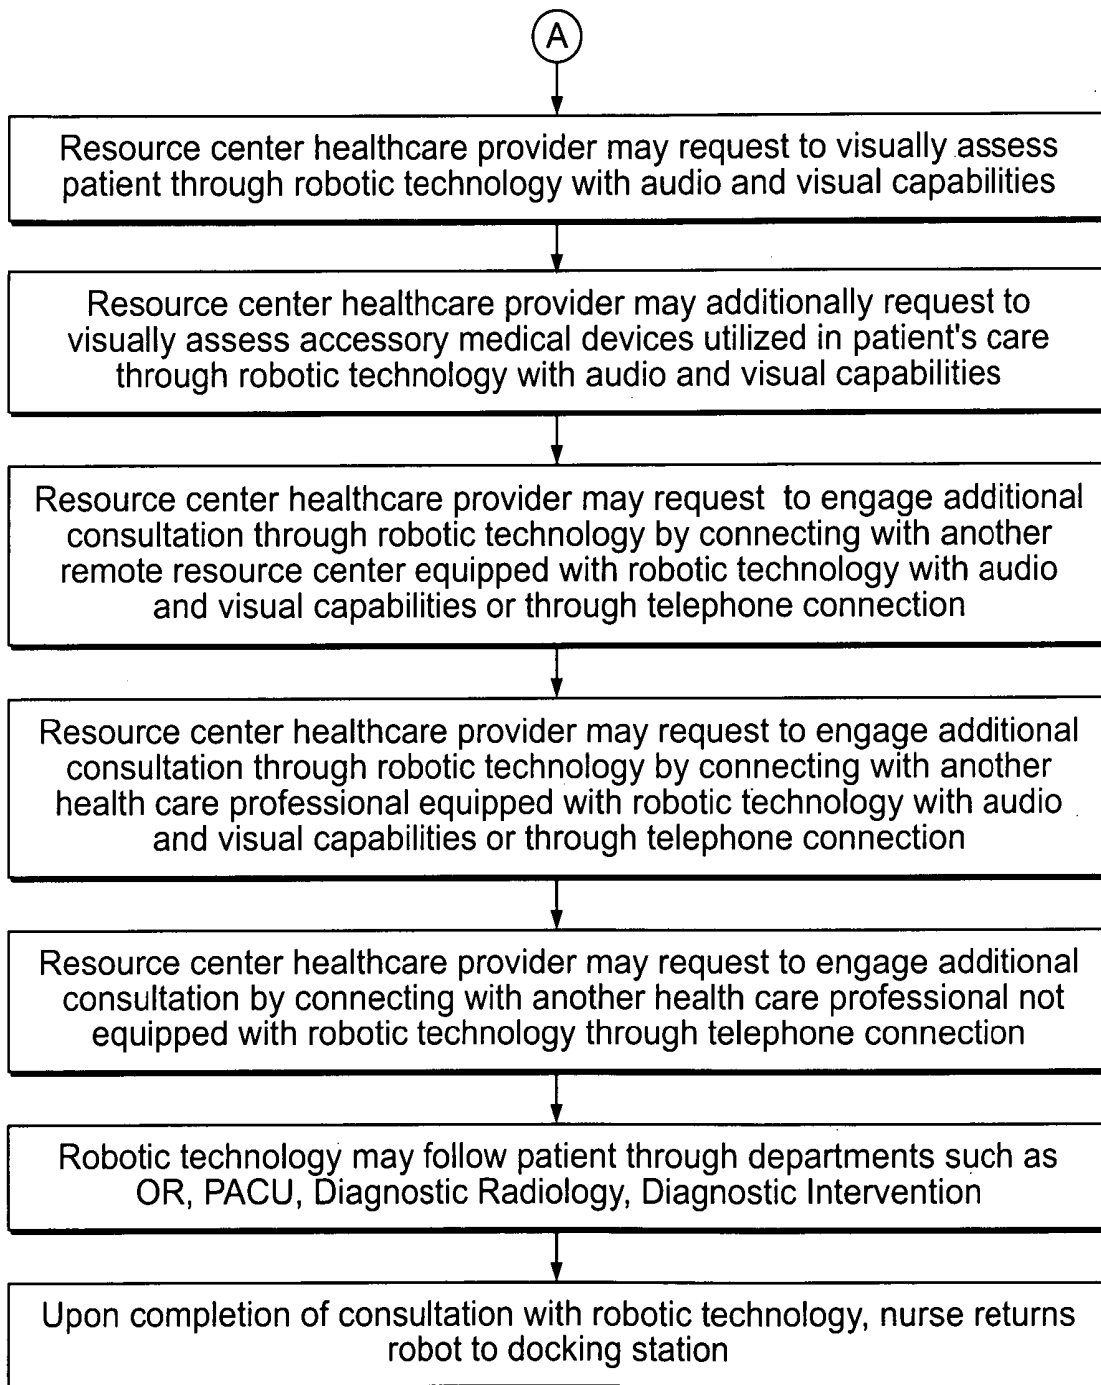 A
Resource center healthcare provider may request to visually assess
patient through robotic technology with audio and visual capabilities
Resource center healthcare provider may additionally request to
visually assess accessory medical devices utilized in patient's care
through robotic technology with audio and visual capabilities
Resource center healthcare provider may request to engage additional
consultation through robotic technology by connecting with another
remote resource center equipped with robotic technology with audio
and visual capabilities or through telephone connection
Resource center healthcare provider may request to engage additional
consultation through robotic technology by connecting with another
health care professional equipped with robotic technology with audio
and visual capabilities or through telephone connection
Resource center healthcare provider may request to engage additional
consultation by connecting with another health care professional not
equipped with robotic technology through telephone connection
Robotic technology may follow patient through departments such as
OR, PACU, Diagnostic Radiology, Diagnostic Intervention
Upon completion of consultation with robotic technology, nurse returns
robot to docking station